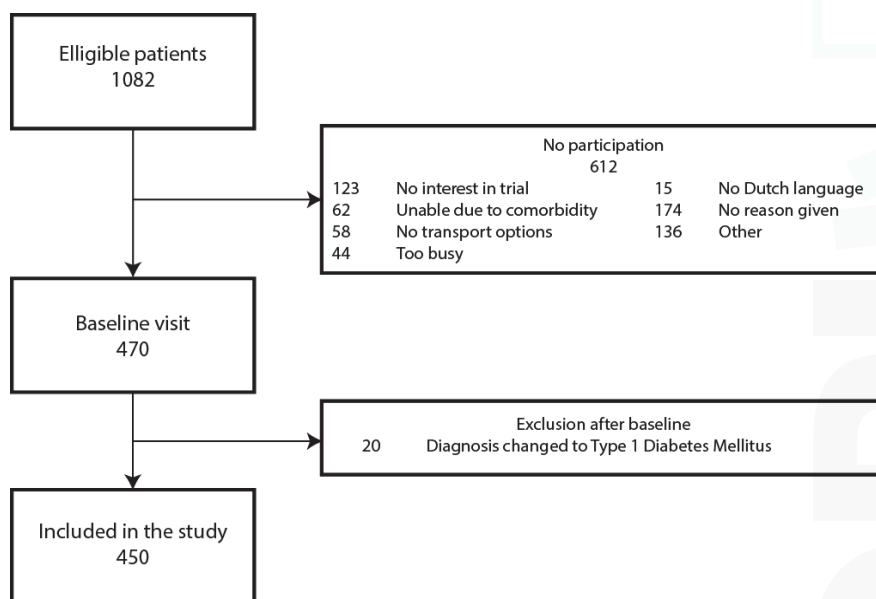 Elligible patients
1082
No participation
612
123 No interest in trial 15 No Dutch language
62 Unable due to comorbidity 174 No reason given
58 No transport options 136 Other
44 Too busy
Baseline visit
470
Exclusion after baseline
20 Diagnosis changed to Type 1 Diabetes Mellitus
Included in the study
450